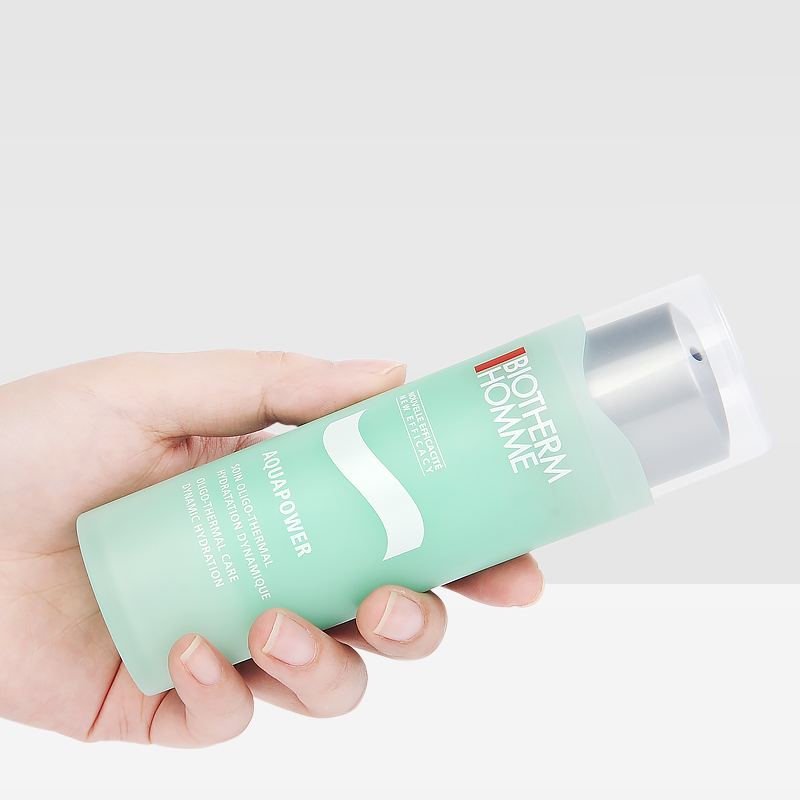 BIOTHERM
HOMME
NOUVELLE EFFICACITÉ
NEW EFFICACY
AQUAPOWER
SOIN OLIGO-THERMAL
HYDRATATION DYNAMIQUE
OLIGO-THERMAL CARE
DYNAMIC HYDRATION